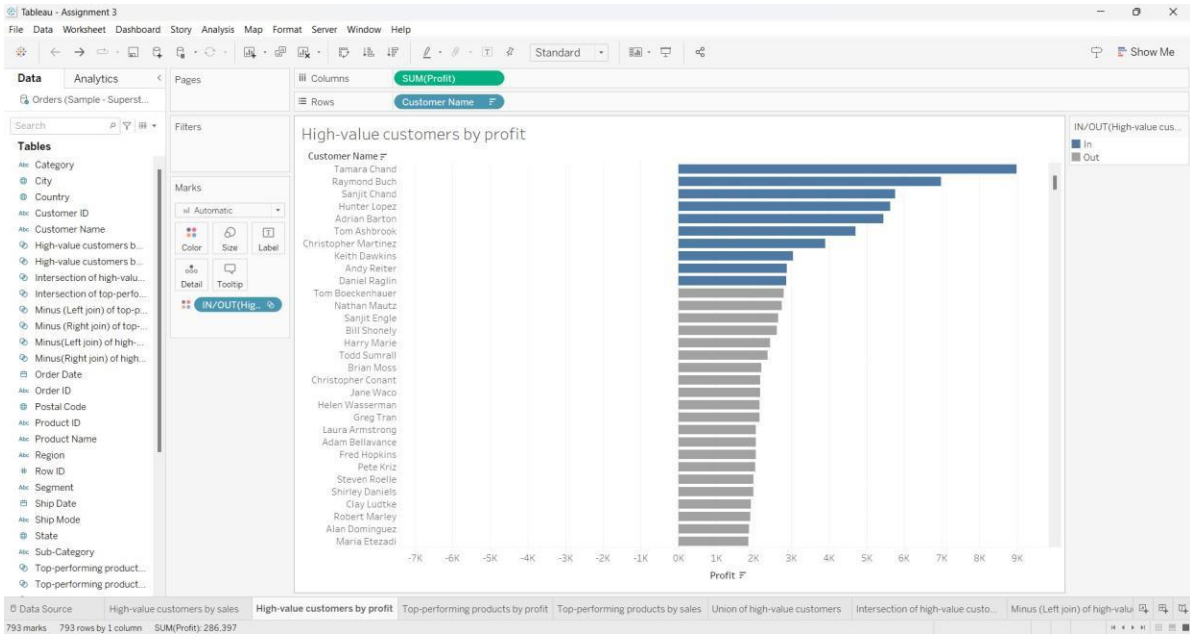 Tableau - Assignment 3
File Data Worksheet Dashboard Story Analysis Map Format Server Window Help
Standard
Show Me
Data Analytics
Orders (Sample - Superst...
Search
Tables
Abc Category
City
Country
Abc Customer ID
Abc Customer Name
High-value customers b...
High-value customers b...
Intersection of high-valu...
Intersection of top-perfo...
Minus (Left join) of top-p...
Minus (Right join) of top-...
Minus(Left join) of high-...
Minus(Right join) of high...
Order Date
Abc Order ID
Postal Code
Abc Product ID
Abc Product Name
Abc Region
# Row ID
Abc Segment
Ship Date
Abc Ship Mode
State
Abc Sub-Category
Top-performing product...
Top-performing product...
Pages
Filters
Marks
Automatic
Color Size Label
Detail Tooltip
IN/OUT(Hig..
Columns SUM(Profit)
Rows Customer Name
High-value customers by profit
Customer Name
Tamara Chand
Raymond Buch
Sanjit Chand
Hunter Lopez
Adrian Barton
Tom Ashbrook
Christopher Martinez
Keith Dawkins
Andy Reiter
Daniel Raglin
Tom Boeckenhauer
Nathan Mautz
Sanjit Engle
Bill Shonely
Harry Marie
Todd Sumrall
Brian Moss
Christopher Conant
Jane Waco
Helen Wasserman
Greg Tran
Laura Armstrong
Adam Bellavance
Fred Hopkins
Pete Kriz
Steven Roelle
Shirley Daniels
Clay Ludtke
Robert Marley
Alan Dominguez
Maria Etezadi
-7K -6K -5K -4K -3K -2K -1K 0K 1K 2K 3K 4K 5K 6K 7K 8K 9K
Profit
IN/OUT(High-value cus...
In
Out
Data Source High-value customers by sales High-value customers by profit Top-performing products by profit Top-performing products by sales Union of high-value customers Intersection of high-value custo... Minus (Left join) of high-valu
793 marks 793 rows by 1 column SUM(Profit): 286,397